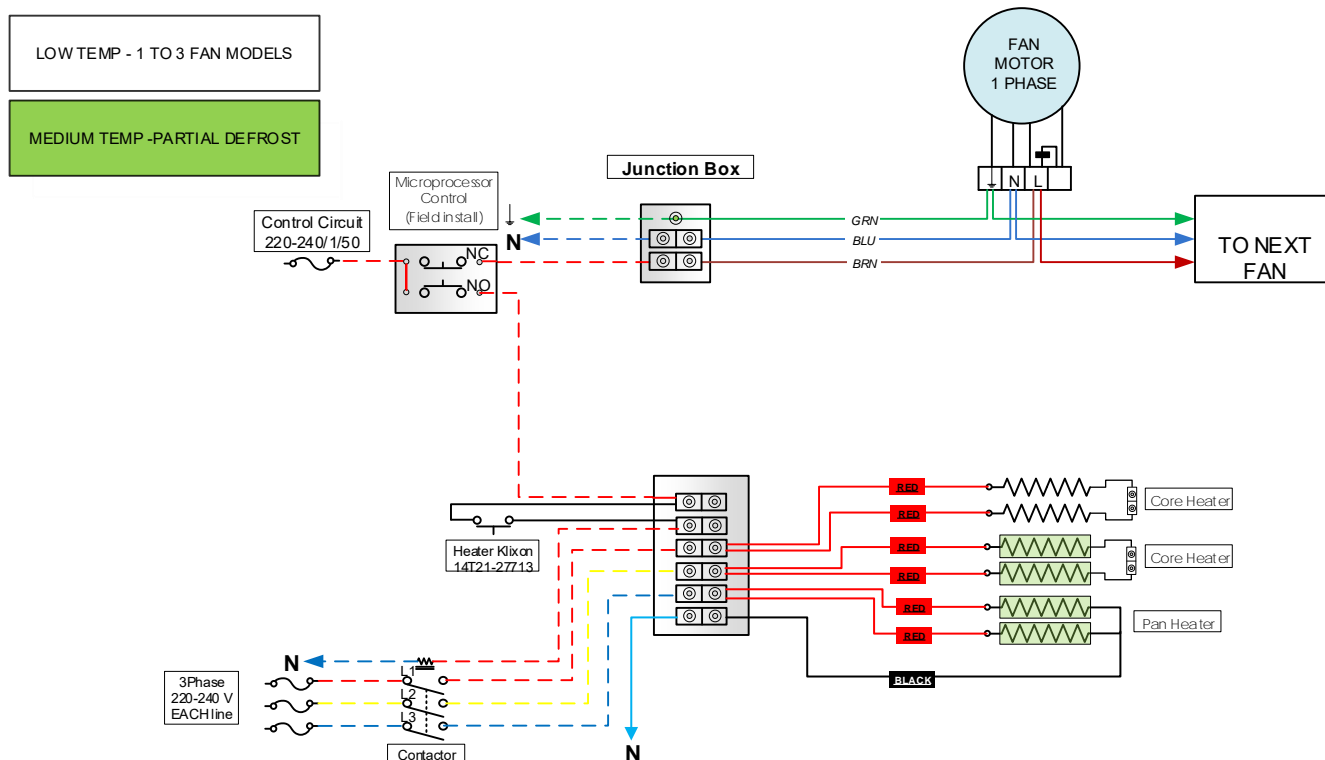 LOW TEMP - 1 TO 3 FAN MODELS
MEDIUM TEMP -PARTIAL DEFROST
FAN
MOTOR
1 PHASE
Junction Box
Microprocessor
Control
(Field install)
Control Circuit
220-240/1/50
N
NC
NO
N
L
GRN
BLU
BRN
TO NEXT
FAN
Heater Klixon
14T21-27713
RED
RED
RED
RED
RED
RED
BLACK
Core Heater
Core Heater
Pan Heater
N
3Phase
220-240 V
EACH line
L1
L2
L3
Contactor
N